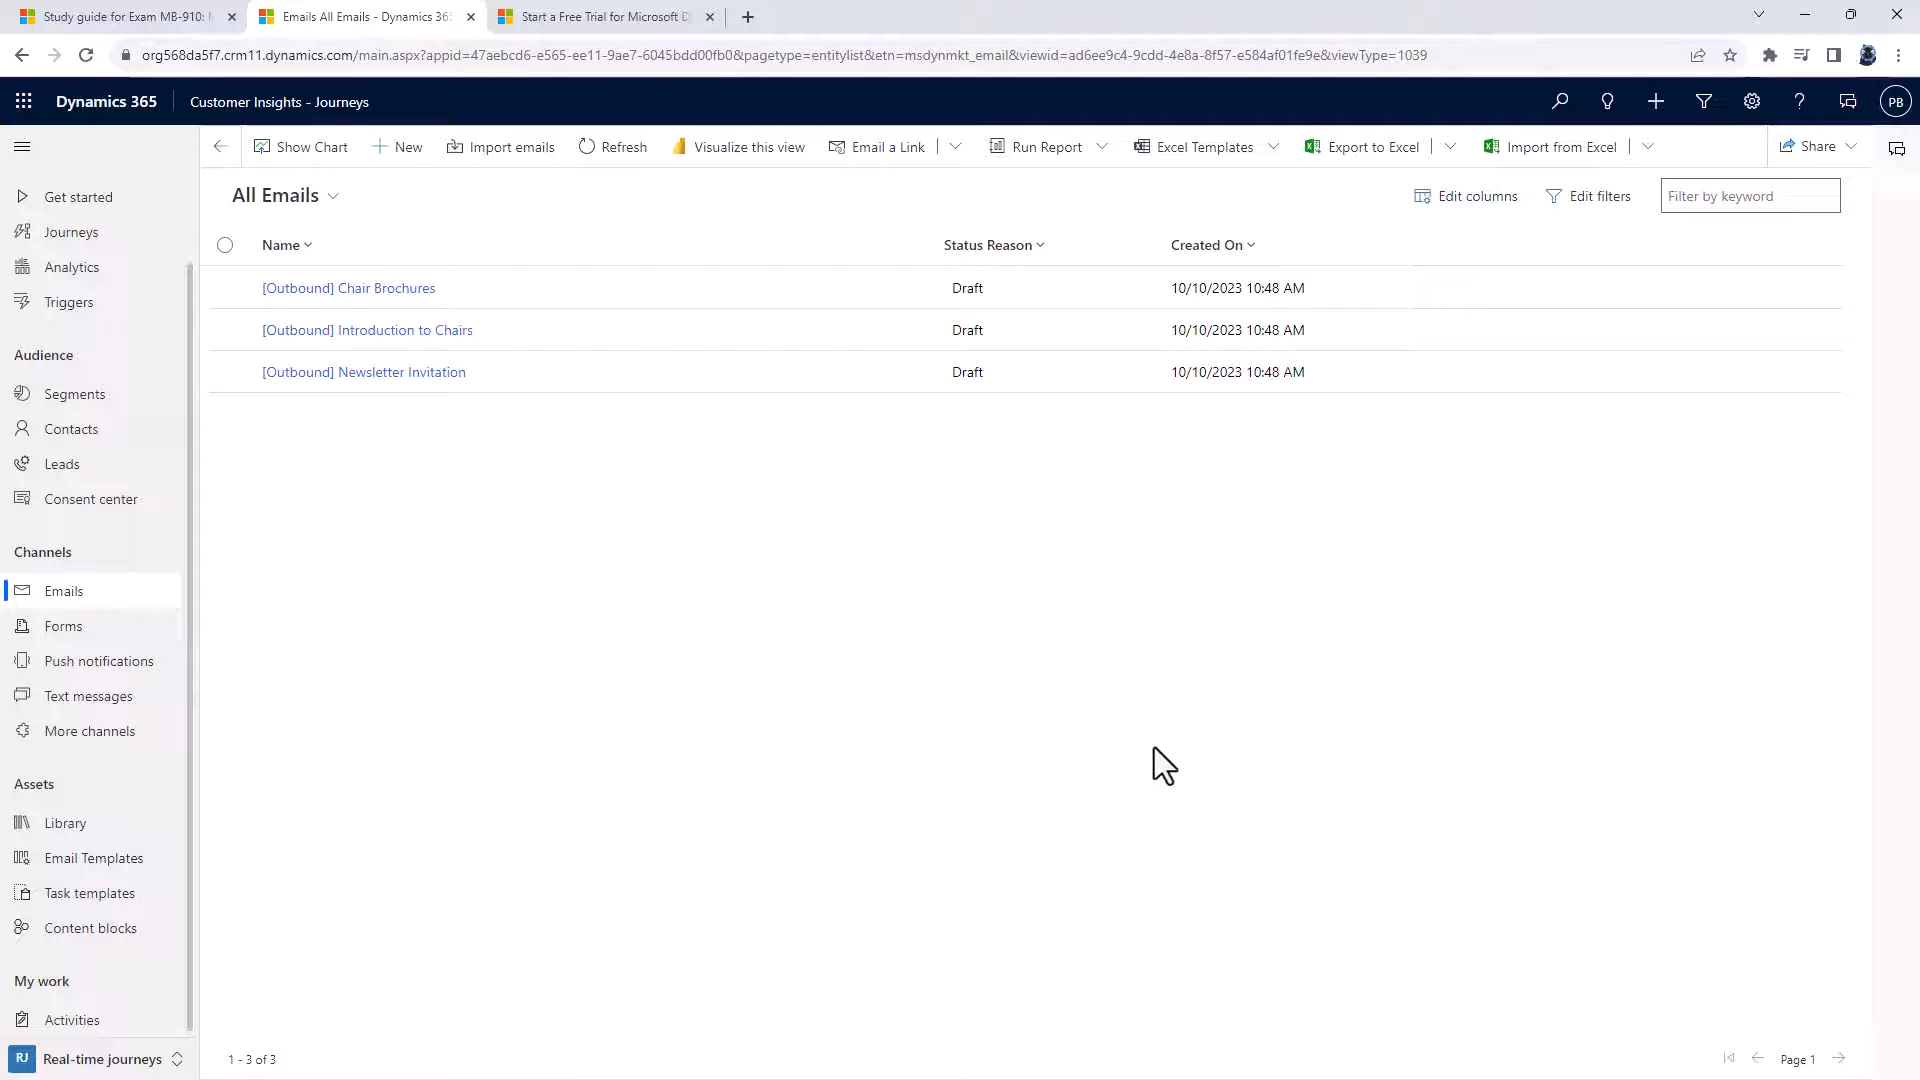 Study guide for Exam MB-910:
Emails All Emails - Dynamics 365
Start a Free Trial for Microsoft D
org568da5f7.crm11.dynamics.com/main.aspx?appid=47aebcd6-e565-ee11-9ae7-6045bdd00fb0&pagetype=entitylist&etn=msdynmkt_email&viewid=ad6ee9c4-9cdd-4e8a-8f57-e584af01fe9e&viewType=1039
Dynamics 365
Customer Insights - Journeys
PB
Show Chart
New
Import emails
Refresh
Visualize this view
Email a Link
Run Report
Excel Templates
Export to Excel
Import from Excel
Share
Get started
Journeys
Analytics
Triggers
Audience
Segments
Contacts
Leads
Consent center
Channels
Emails
Forms
Push notifications
Text messages
More channels
Assets
Library
Email Templates
Task templates
Content blocks
My work
Activities
RJ Real-time journeys
All Emails
Edit columns
Edit filters
Filter by keyword
Name Status Reason Created On
[Outbound] Chair Brochures Draft 10/10/2023 10:48 AM
[Outbound] Introduction to Chairs Draft 10/10/2023 10:48 AM
[Outbound] Newsletter Invitation Draft 10/10/2023 10:48 AM
1 - 3 of 3
Page 1